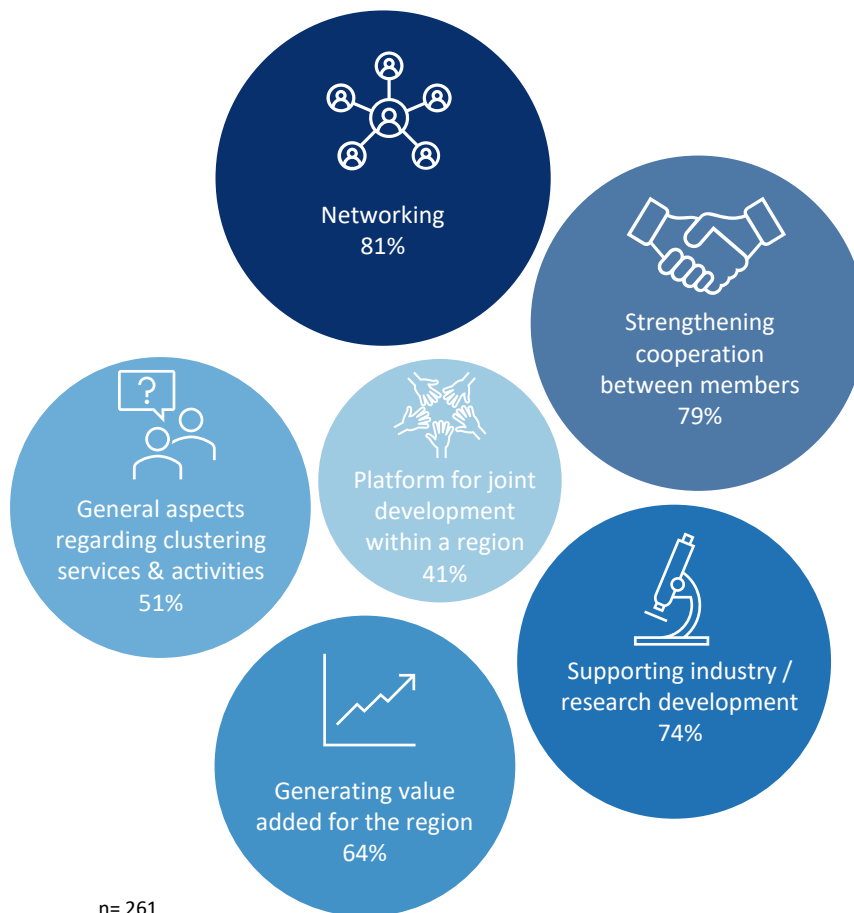 Networking
81%
Strengthening
cooperation
between members
79%
?
General aspects
regarding clustering
services & activities
51%
Platform for joint
development
within a region
41%
Supporting industry /
research development
74%
Generating value
added for the region
64%
n= 261